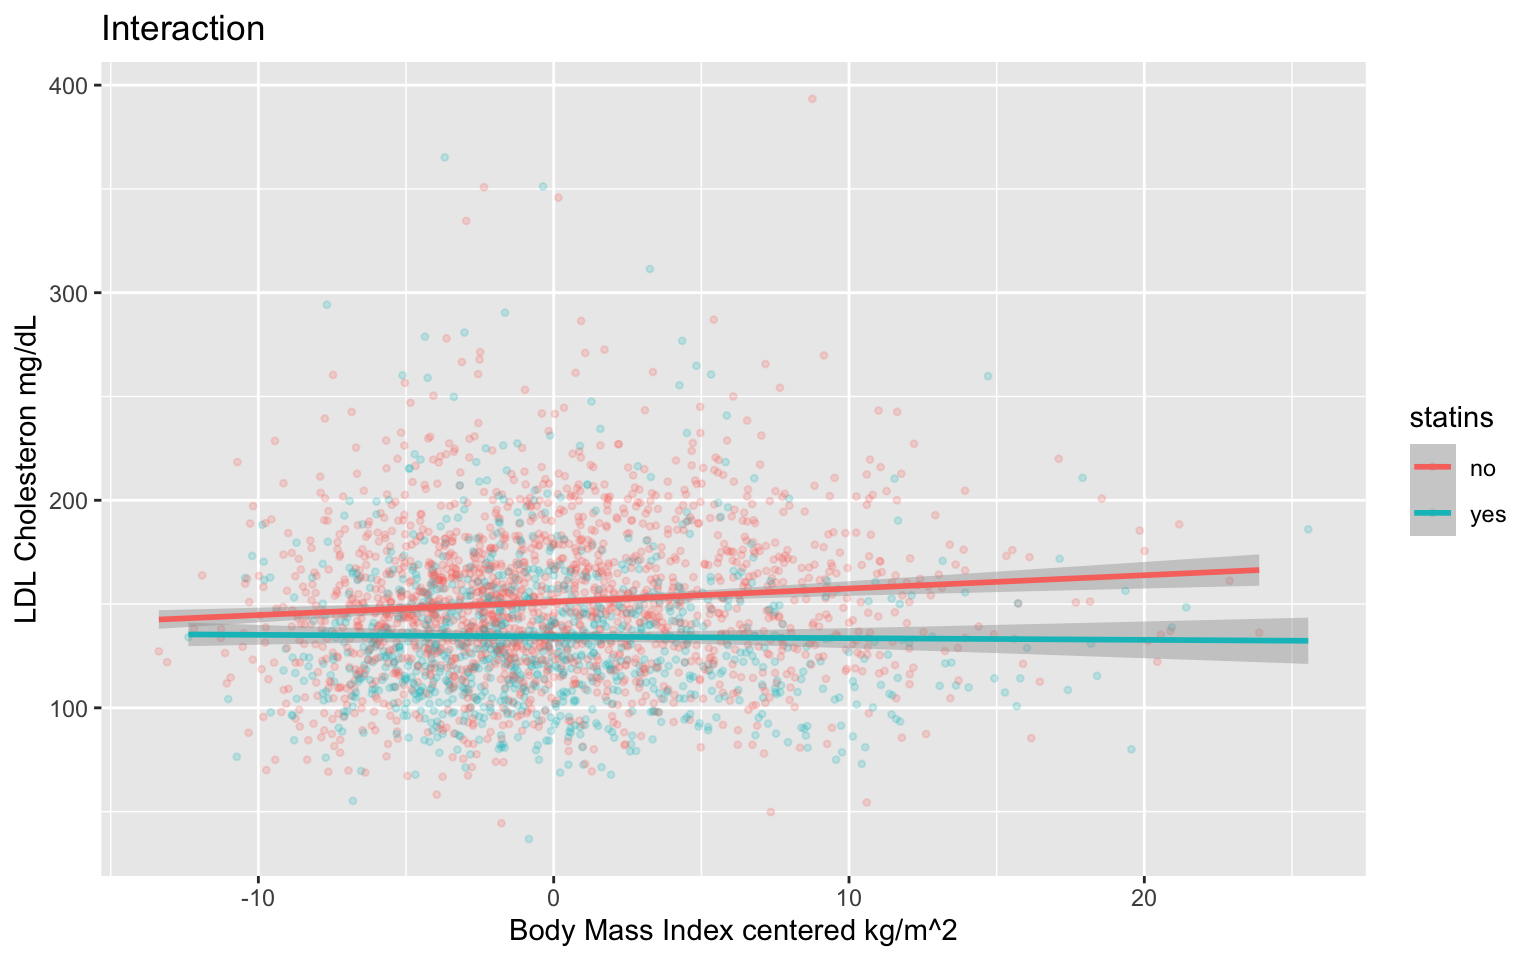 Interaction
400
300
200
100
LDL Cholesteron mg/dL
-10
0
10
20
Body Mass Index centered kg/m^2
statins
no
yes